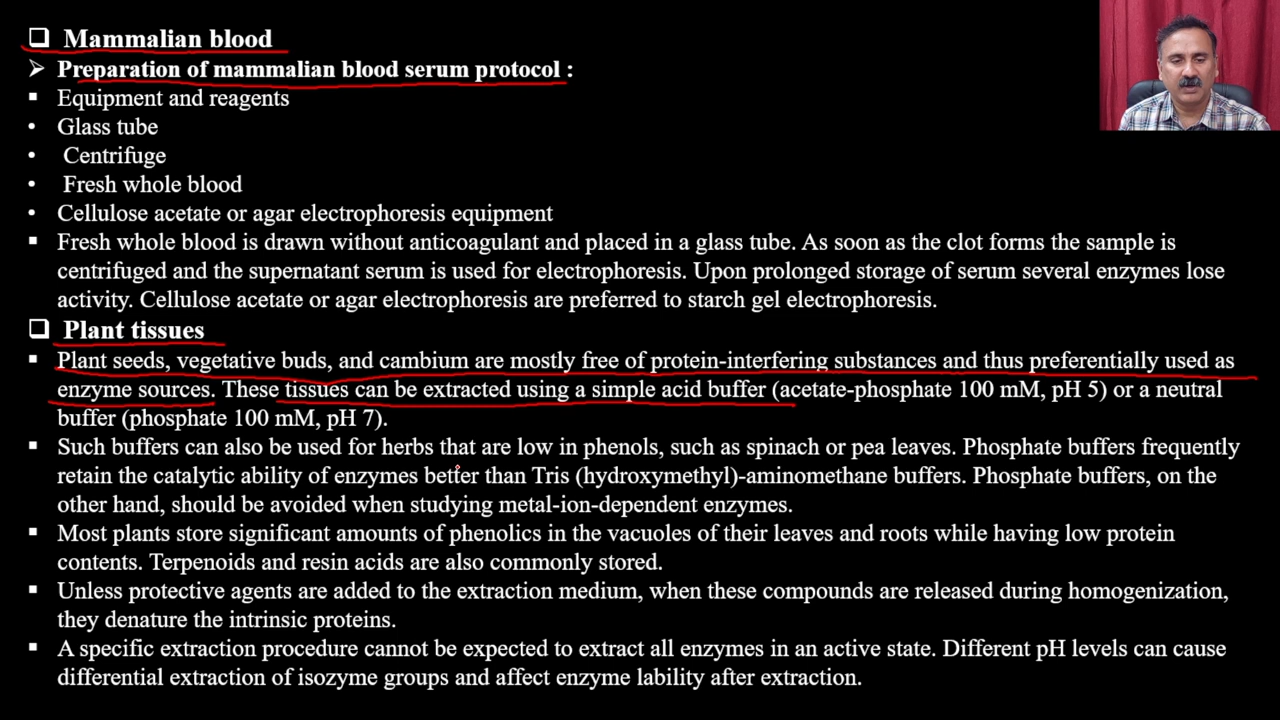 ❑ Mammalian blood
➢ Preparation of mammalian blood serum protocol :
▪ Equipment and reagents
• Glass tube
• Centrifuge
• Fresh whole blood
• Cellulose acetate or agar electrophoresis equipment
▪ Fresh whole blood is drawn without anticoagulant and placed in a glass tube. As soon as the clot forms the sample is
centrifuged and the supernatant serum is used for electrophoresis. Upon prolonged storage of serum several enzymes lose
activity. Cellulose acetate or agar electrophoresis are preferred to starch gel electrophoresis.
❑ Plant tissues
▪ Plant seeds, vegetative buds, and cambium are mostly free of protein-interfering substances and thus preferentially used as
enzyme sources. These tissues can be extracted using a simple acid buffer (acetate-phosphate 100 mM, pH 5) or a neutral
buffer (phosphate 100 mM, pH 7).
▪ Such buffers can also be used for herbs that are low in phenols, such as spinach or pea leaves. Phosphate buffers frequently
retain the catalytic ability of enzymes better than Tris (hydroxymethyl)-aminomethane buffers. Phosphate buffers, on the
other hand, should be avoided when studying metal-ion-dependent enzymes.
▪ Most plants store significant amounts of phenolics in the vacuoles of their leaves and roots while having low protein
contents. Terpenoids and resin acids are also commonly stored.
▪ Unless protective agents are added to the extraction medium, when these compounds are released during homogenization,
they denature the intrinsic proteins.
▪ A specific extraction procedure cannot be expected to extract all enzymes in an active state. Different pH levels can cause
differential extraction of isozyme groups and affect enzyme lability after extraction.